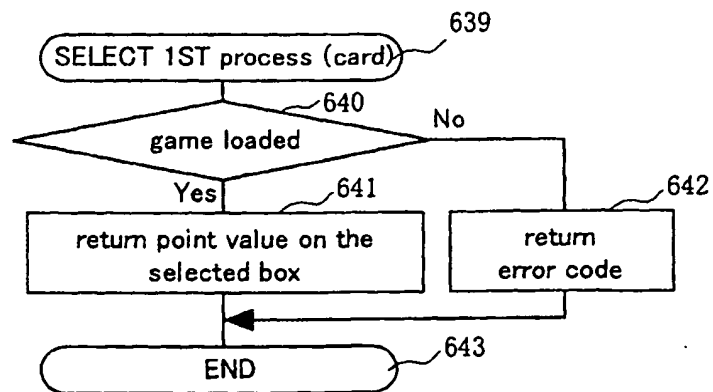 SELECT 1ST process (card)
639
640
game loaded
No
Yes
641
642
return point value on the
selected box
return
error code
END
643